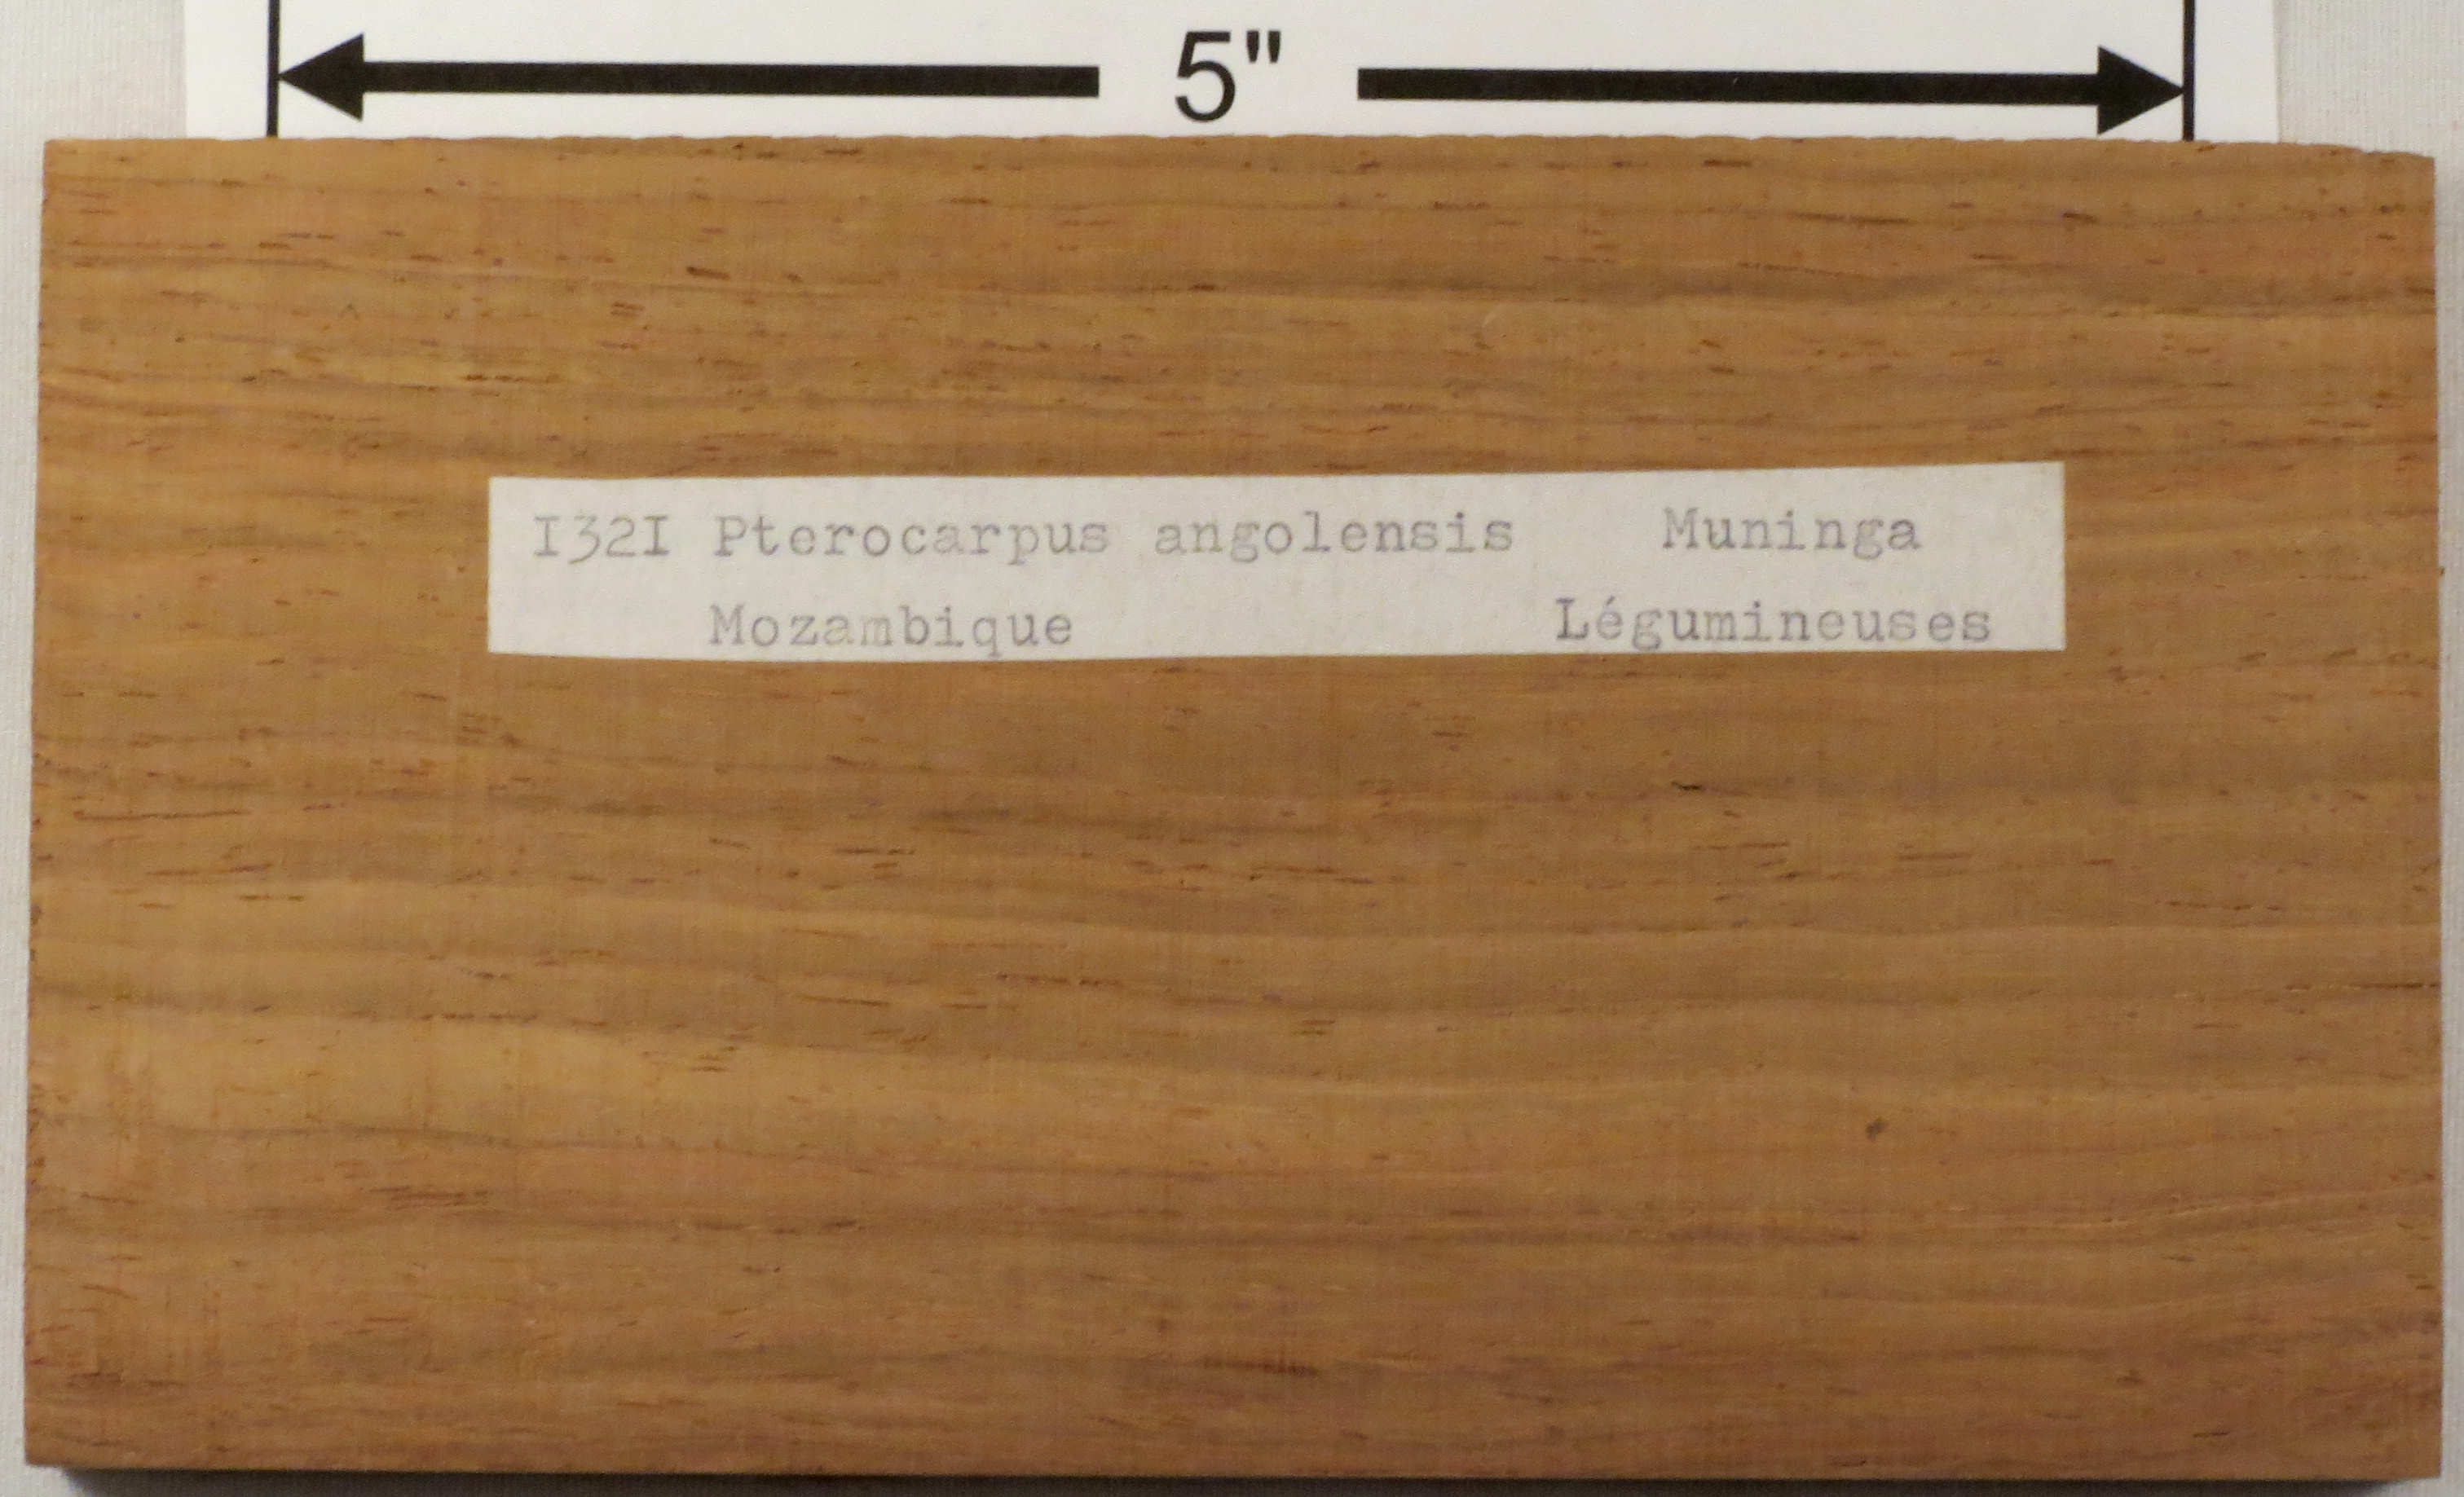 5"
I32I Pterocarpus angolensis Muninga
Mozambique Légumineuses